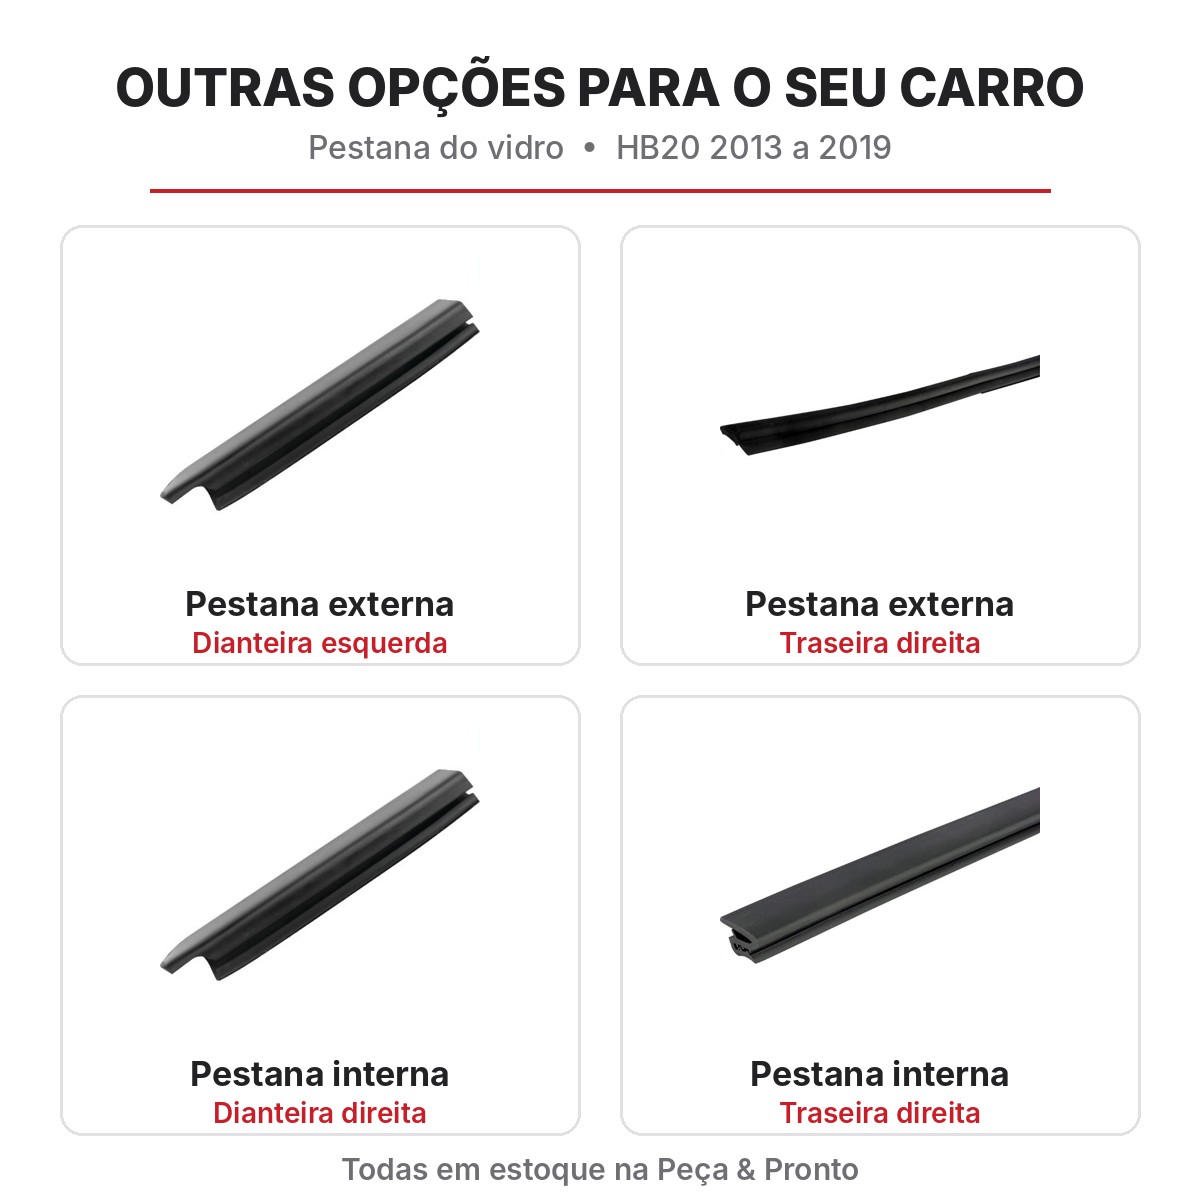 OUTRAS OPÇÕES PARA O SEU CARRO
Pestana do vidro • HB20 2013 a 2019
Pestana externa
Dianteira esquerda
Pestana externa
Traseira direita
Pestana interna
Dianteira direita
Pestana interna
Traseira direita
Todas em estoque na Peça & Pronto